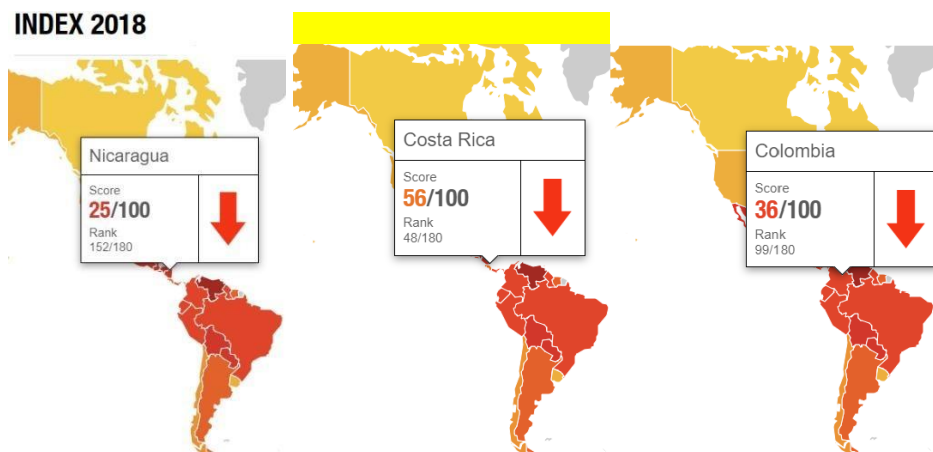 INDEX 2018
Nicaragua
Score
25/100
Rank
152/180
Costa Rica
Score
56/100
Rank
48/180
Colombia
Score
36/100
Rank
99/180